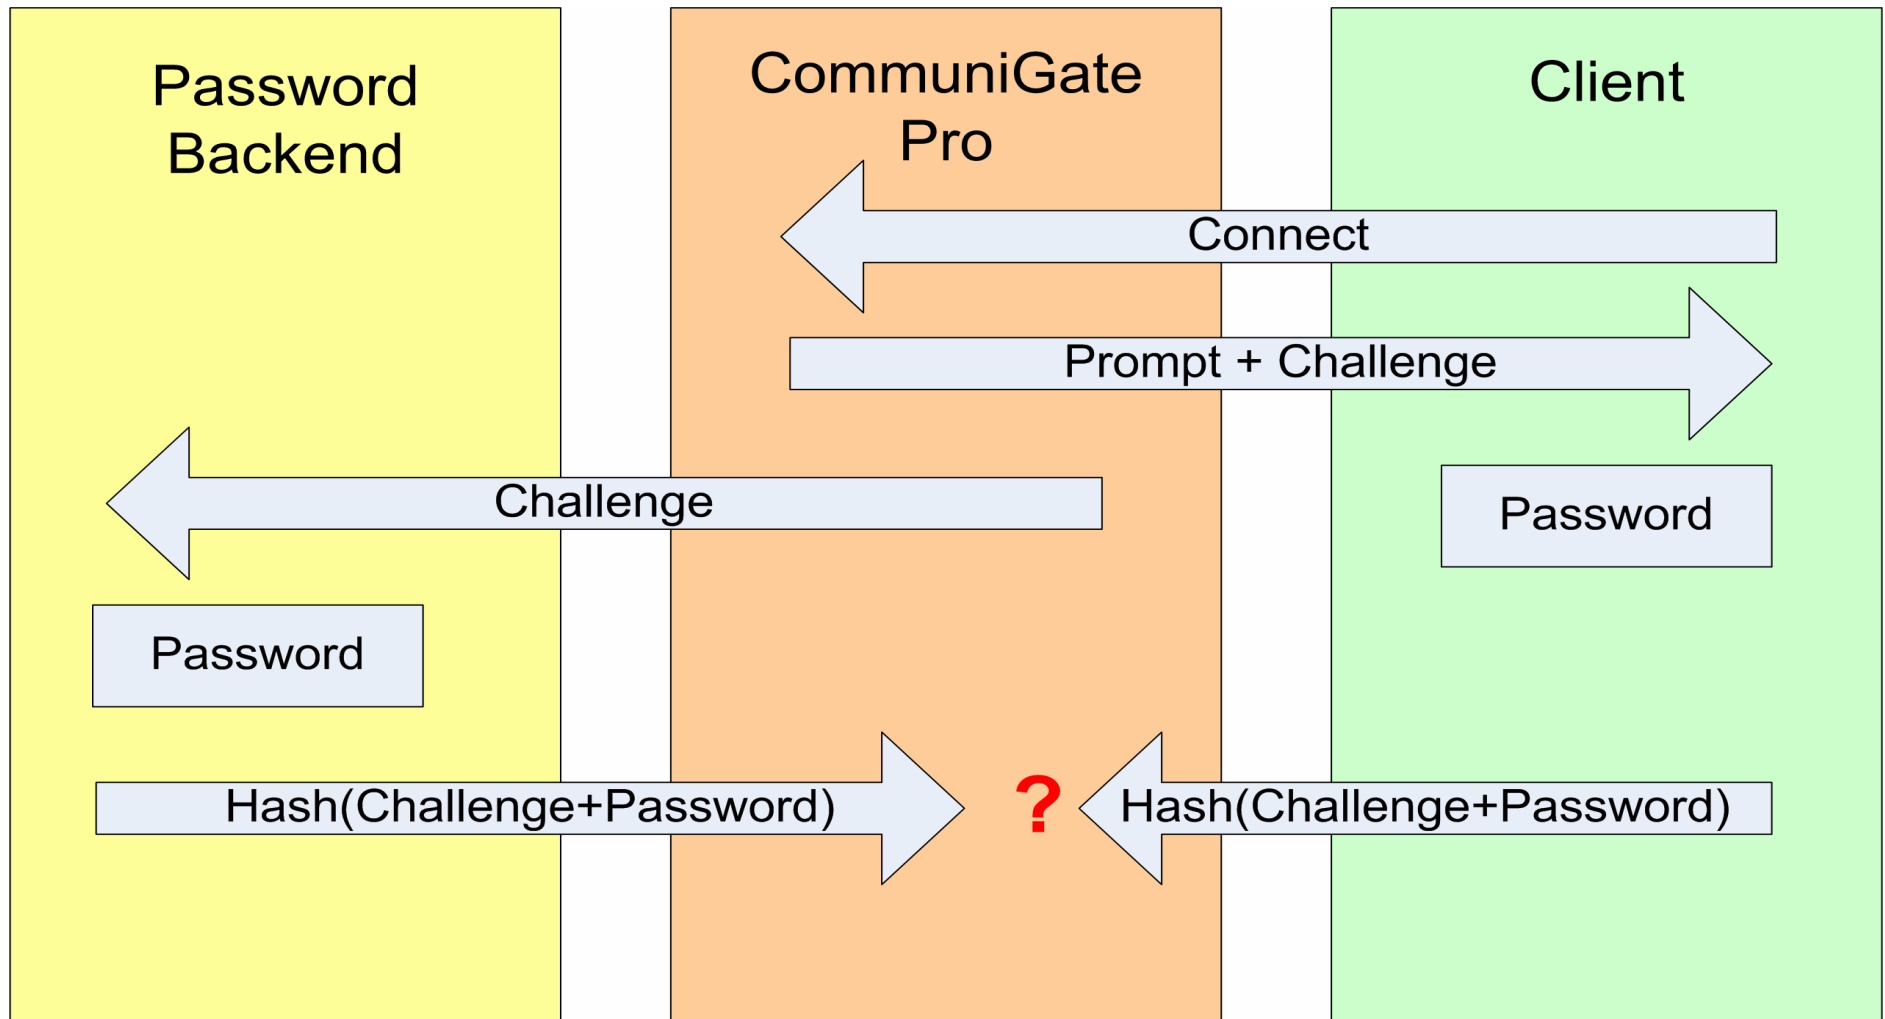 Password
Backend
CommuniGate
Pro
Client
Connect
Prompt + Challenge
Challenge
Password
Password
Hash(Challenge+Password)
?
Hash(Challenge+Password)